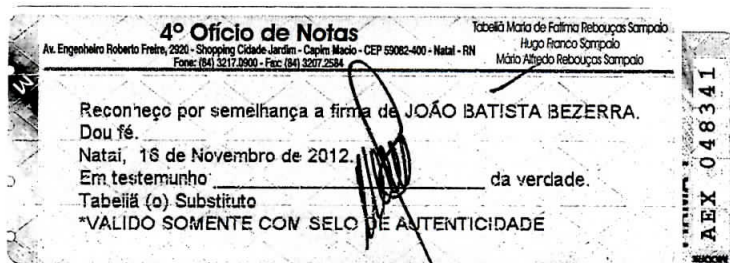 4º Ofício de Notas
Av. Engenheiro Roberto Freire, 2920 - Shopping Cidade Jardim - Capim Macio - CEP 59082-400 - Natal - RN
Fone: (84) 3217.0900 - Fax: (84) 3207.2584
Tabeliã Maria de Fatima Rebouças Sampaio
Hugo Franco Sampaio
Mário Alfredo Rebouças Sampaio
Reconheço por semelhança a firma de JOÃO BATISTA BEZERRA.
Dou fé.
Natal, 16 de Novembro de 2012.
Em testemunho da verdade.
Tabeliã (o) Substituto
*VALIDO SOMENTE COM SELO DE AUTENTICIDADE
AEX 048341